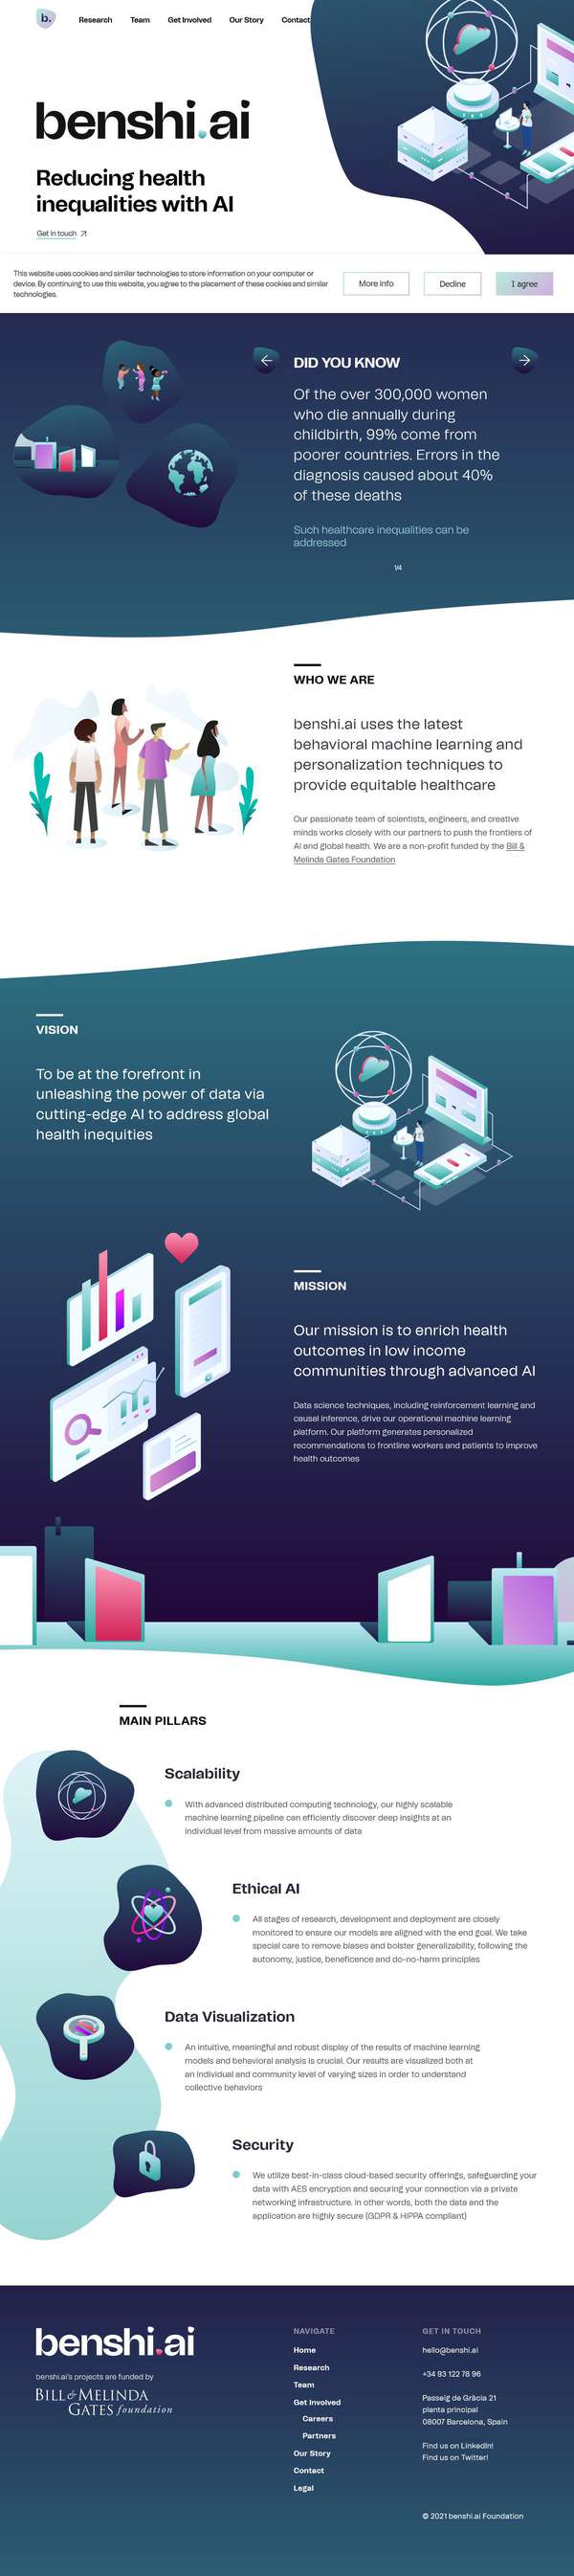 b.
Research Team Get Involved Our Story Contact
benshi.ai
Reducing health
inequalities with AI
Get in touch
This website uses cookies and similar technologies to store information on your computer or
device. By continuing to use this website, you agree to the placement of these cookies and similar
technologies.
More info Decline I agree
DID YOU KNOW
Of the over 300,000 women
who die annually during
childbirth, 99% come from
poorer countries. Errors in the
diagnosis caused about 40%
of these deaths
Such healthcare inequalities can be
addressed
1/4
WHO WE ARE
benshi.ai uses the latest
behavioral machine learning and
personalization techniques to
provide equitable healthcare
Our passionate team of scientists, engineers, and creative
minds works closely with our partners to push the frontiers of
AI and global health. We are a non-profit funded by the Bill &
Melinda Gates Foundation
VISION
To be at the forefront in
unleashing the power of data via
cutting-edge AI to address global
health inequities
MISSION
Our mission is to enrich health
outcomes in low income
communities through advanced AI
Data science techniques, including reinforcement learning and
causal inference, drive our operational machine learning
platform. Our platform generates personalized
recommendations to frontline workers and patients to improve
health outcomes
MAIN PILLARS
Scalability
With advanced distributed computing technology, our highly scalable
machine learning pipeline can efficiently discover deep insights at an
individual level from massive amounts of data
Ethical AI
All stages of research, development and deployment are closely
monitored to ensure our models are aligned with the end goal. We take
special care to remove biases and bolster generalizability, following the
autonomy, justice, beneficence and do-no-harm principles
Data Visualization
An intuitive, meaningful and robust display of the results of machine learning
models and behavioral analysis is crucial. Our results are visualized both at
an individual and community level of varying sizes in order to understand
collective behaviors
Security
We utilize best-in-class cloud-based security offerings, safeguarding your
data with AES encryption and securing your connection via a private
networking infrastructure. In other words, both the data and the
application are highly secure (GDPR & HIPPA compliant)
benshi.ai
benshi.ai's projects are funded by
BILL & MELINDA
GATES foundation
NAVIGATE
Home
Research
Team
Get Involved
Careers
Partners
Our Story
Contact
Legal
GET IN TOUCH
hello@benshi.ai
+34 93 122 78 96
Passeig de Gràcia 21
planta principal
08007 Barcelona, Spain
Find us on LinkedIn!
Find us on Twitter!
© 2021 benshi.ai Foundation